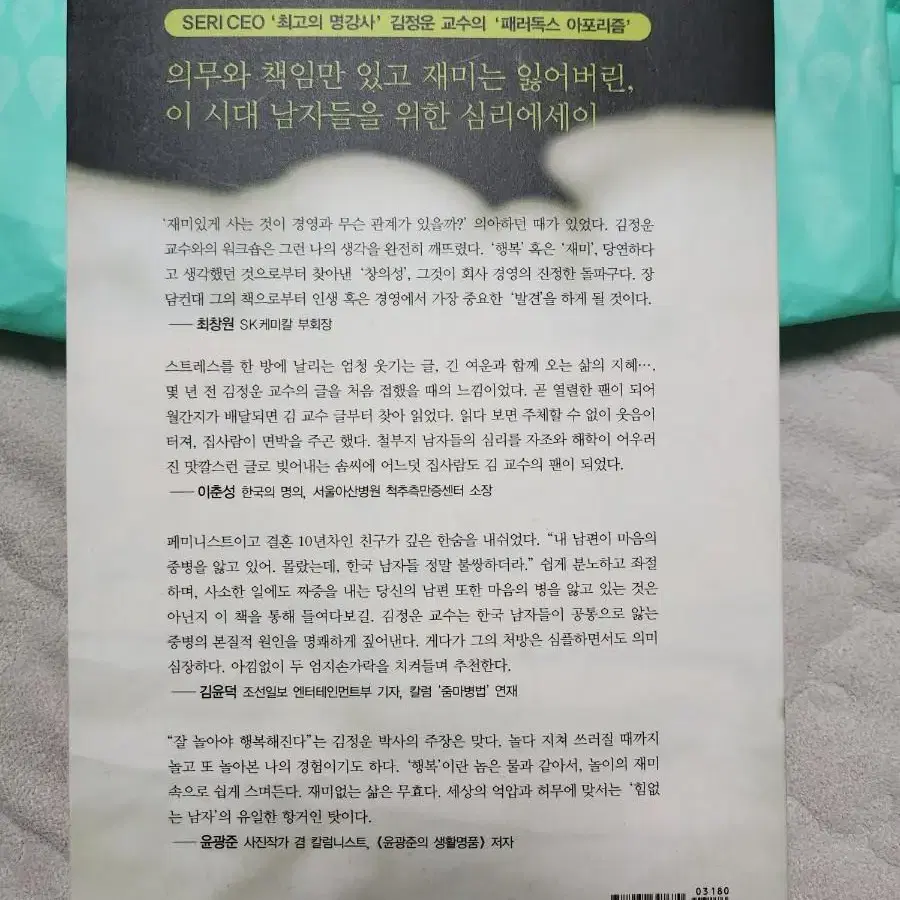 SERI CEO ‘최고의 명강사’ 김정운 교수의 ‘패러독스 아포리즘’
의무와 책임만 있고 재미는 잃어버린,
이 시대 남자들을 위한 심리에세이
‘재미있게 사는 것이 경영과 무슨 관계가 있을까?’ 의아하던 때가 있었다. 김정운
교수와의 워크숍은 그런 나의 생각을 완전히 깨뜨렸다. ‘행복’ 혹은 ‘재미’, 당연하다
고 생각했던 것으로부터 찾아낸 ‘창의성’, 그것이 회사 경영의 진정한 돌파구다. 장
담컨대 그의 책으로부터 인생 혹은 경영에서 가장 중요한 ‘발견’을 하게 될 것이다.
── 최창원 SK케미칼 부회장
스트레스를 한 방에 날리는 엄청 웃기는 글, 긴 여운과 함께 오는 삶의 지혜….
몇 년 전 김정운 교수의 글을 처음 접했을 때의 느낌이었다. 곧 열렬한 팬이 되어
월간지가 배달되면 김 교수 글부터 찾아 읽었다. 읽다 보면 주체할 수 없이 웃음이
터져, 집사람이 면박을 주곤 했다. 철부지 남자들의 심리를 자조와 해학이 어우러
진 맛깔스런 글로 빚어내는 솜씨에 어느덧 집사람도 김 교수의 팬이 되었다.
── 이춘성 한국의 명의, 서울아산병원 척추측만증센터 소장
페미니스트이고 결혼 10년차인 친구가 깊은 한숨을 내쉬었다. “내 남편이 마음의
중병을 앓고 있어. 몰랐는데, 한국 남자들 정말 불쌍하더라.” 쉽게 분노하고 좌절
하며, 사소한 일에도 짜증을 내는 당신의 남편 또한 마음의 병을 앓고 있는 것은
아닌지 이 책을 통해 들여다보길. 김정운 교수는 한국 남자들이 공통으로 앓는
중병의 본질적 원인을 명쾌하게 짚어낸다. 게다가 그의 처방은 심플하면서도 의미
심장하다. 아낌없이 두 엄지손가락을 치켜들며 추천한다.
── 김윤덕 조선일보 엔터테인먼트부 기자, 칼럼 ‘줌마병법’ 연재
“잘 놀아야 행복해진다”는 김정운 박사의 주장은 맞다. 놀다 지쳐 쓰러질 때까지
놀고 또 놀아본 나의 경험이기도 하다. ‘행복’이란 놈은 물과 같아서, 놀이의 재미
속으로 쉽게 스며든다. 재미없는 삶은 무효다. 세상의 억압과 허무에 맞서는 ‘힘없
는 남자’의 유일한 항거인 탓이다.
── 윤광준 사진작가 겸 칼럼니스트, 《윤광준의 생활명품》 저자
03180